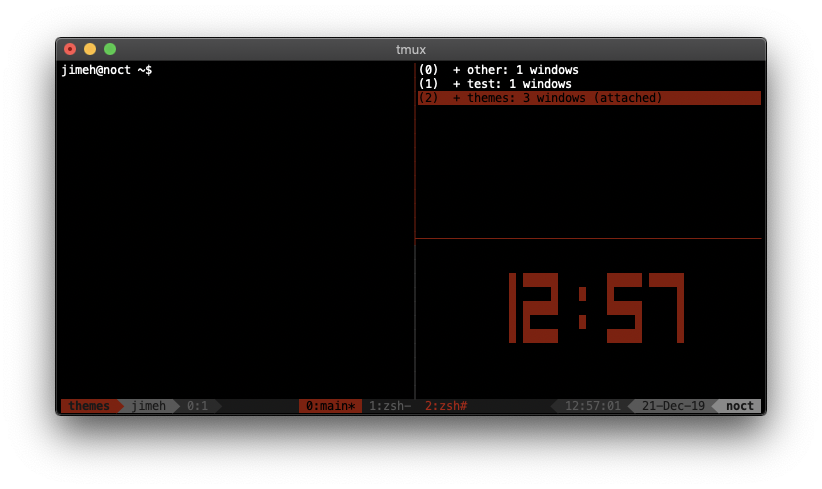 tmux
jimeh@noct ~$
(0)  + other: 1 windows
(1)  + test: 1 windows
(2)  + themes: 3 windows (attached)
12:57
themes jimeh 0:1 0:main* 1:zsh- 2:zsh# 12:57:01 21-Dec-19 noct